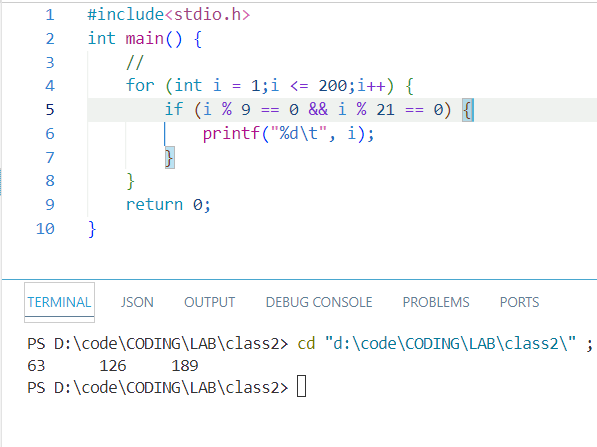 1 #include<stdio.h>
2 int main() {
3     //
4     for (int i = 1;i <= 200;i++) {
5         if (i % 9 == 0 && i % 21 == 0) {
6             printf("%d\t", i);
7         }
8     }
9     return 0;
10 }
TERMINAL JSON OUTPUT DEBUG CONSOLE PROBLEMS PORTS
PS D:\code\CODING\LAB\class2> cd "d:\code\CODING\LAB\class2\" ;
63 126 189
PS D:\code\CODING\LAB\class2>